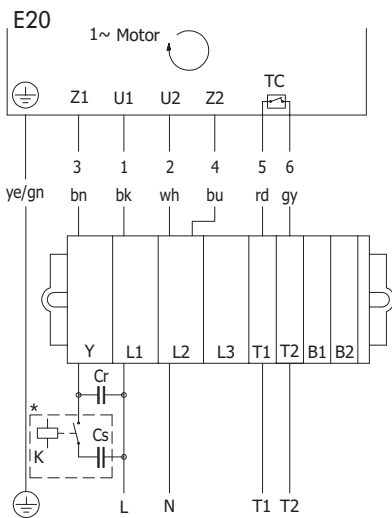 E20
1~ Motor
TC
Z1 U1 U2 Z2
3 1 2 4 5 6
ye/gn bn bk wh bu rd gy
Y L1 L2 L3 T1 T2 B1 B2
Cr
*
K Cs
L N T1 T2